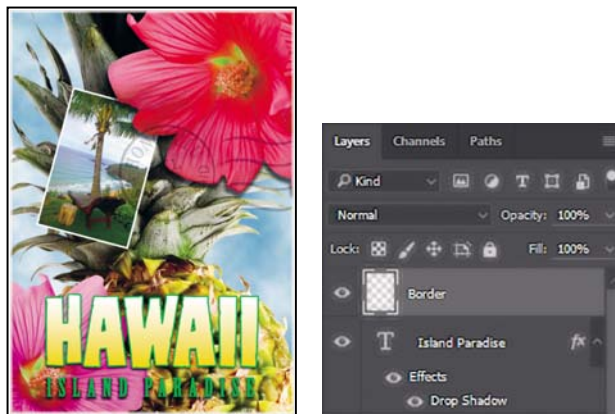 HAWAII
ISLAND PARADISE
Layers Channels Paths
Kind
Normal Opacity: 100%
Lock: Fill: 100%
Border
T Island Paradise fx
Effects
Drop Shadow